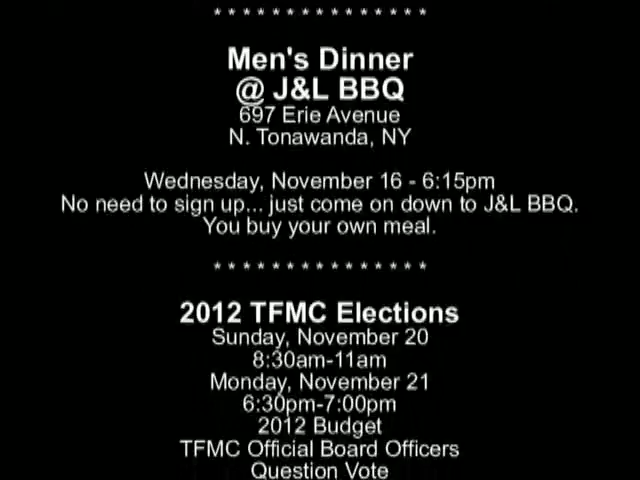 * * * * * * * * * * * * * * *
Men's Dinner
@ J&L BBQ
697 Erie Avenue
N. Tonawanda, NY
Wednesday, November 16 - 6:15pm
No need to sign up... just come on down to J&L BBQ.
You buy your own meal.
* * * * * * * * * * * * * * *
2012 TFMC Elections
Sunday, November 20
8:30am-11am
Monday, November 21
6:30pm-7:00pm
2012 Budget
TFMC Official Board Officers
Question Vote